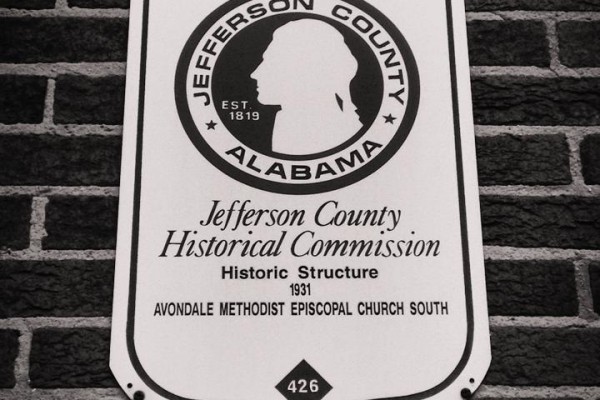 JEFFERSON COUNTY
EST.
1819
ALABAMA
Jefferson County
Historical Commission
Historic Structure
1931
AVONDALE METHODIST EPISCOPAL CHURCH SOUTH
426